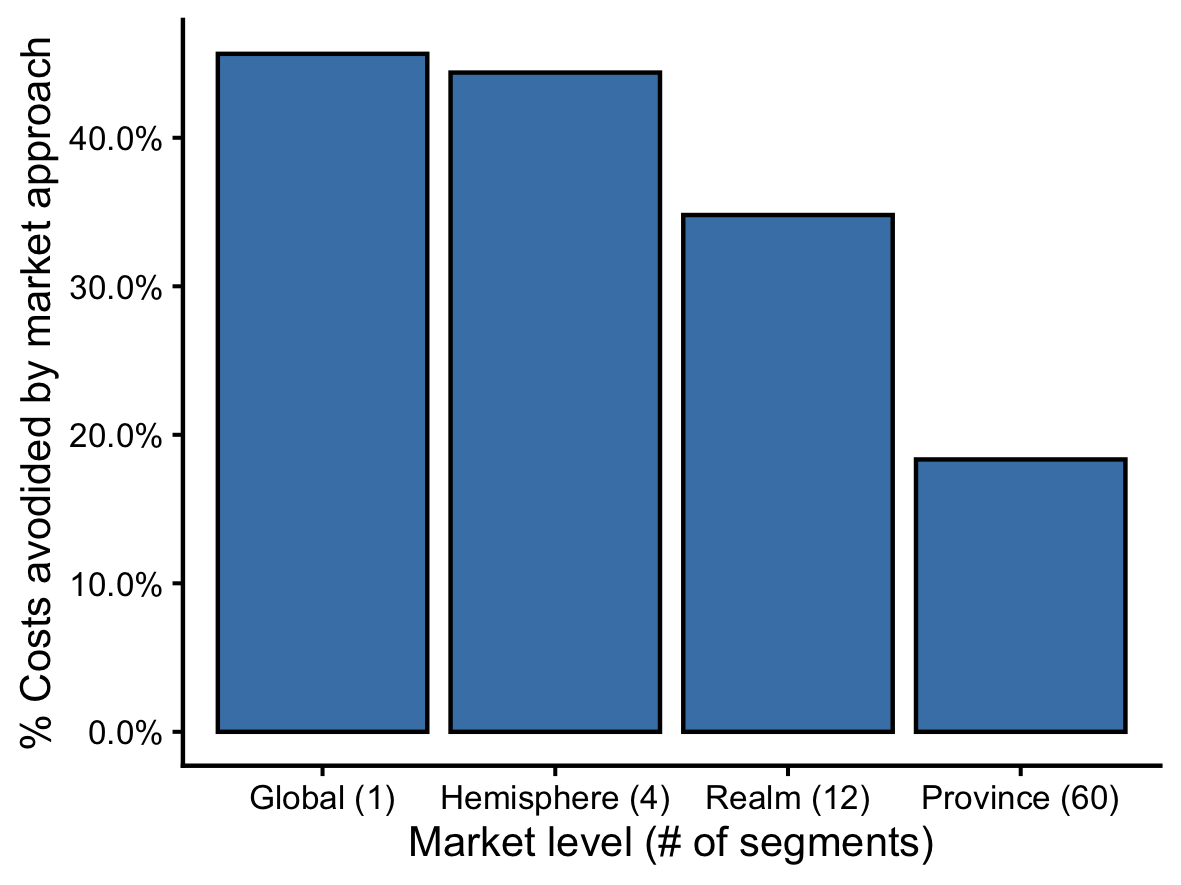 % Costs avodided by market approach
40.0%
30.0%
20.0%
10.0%
0.0%
Global (1) Hemisphere (4) Realm (12) Province (60)
Market level (# of segments)